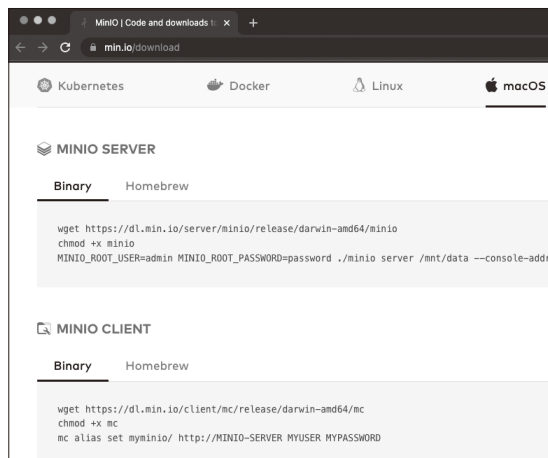 MinIO | Code and downloads to
min.io/download
Kubernetes Docker Linux macOS
MINIO SERVER
Binary Homebrew
wget https://dl.min.io/server/minio/release/darwin-amd64/minio
chmod +x minio
MINIO_ROOT_USER=admin MINIO_ROOT_PASSWORD=password ./minio server /mnt/data --console-addr
MINIO CLIENT
Binary Homebrew
wget https://dl.min.io/client/mc/release/darwin-amd64/mc
chmod +x mc
mc alias set myminio/ http://MINIO-SERVER MYUSER MYPASSWORD